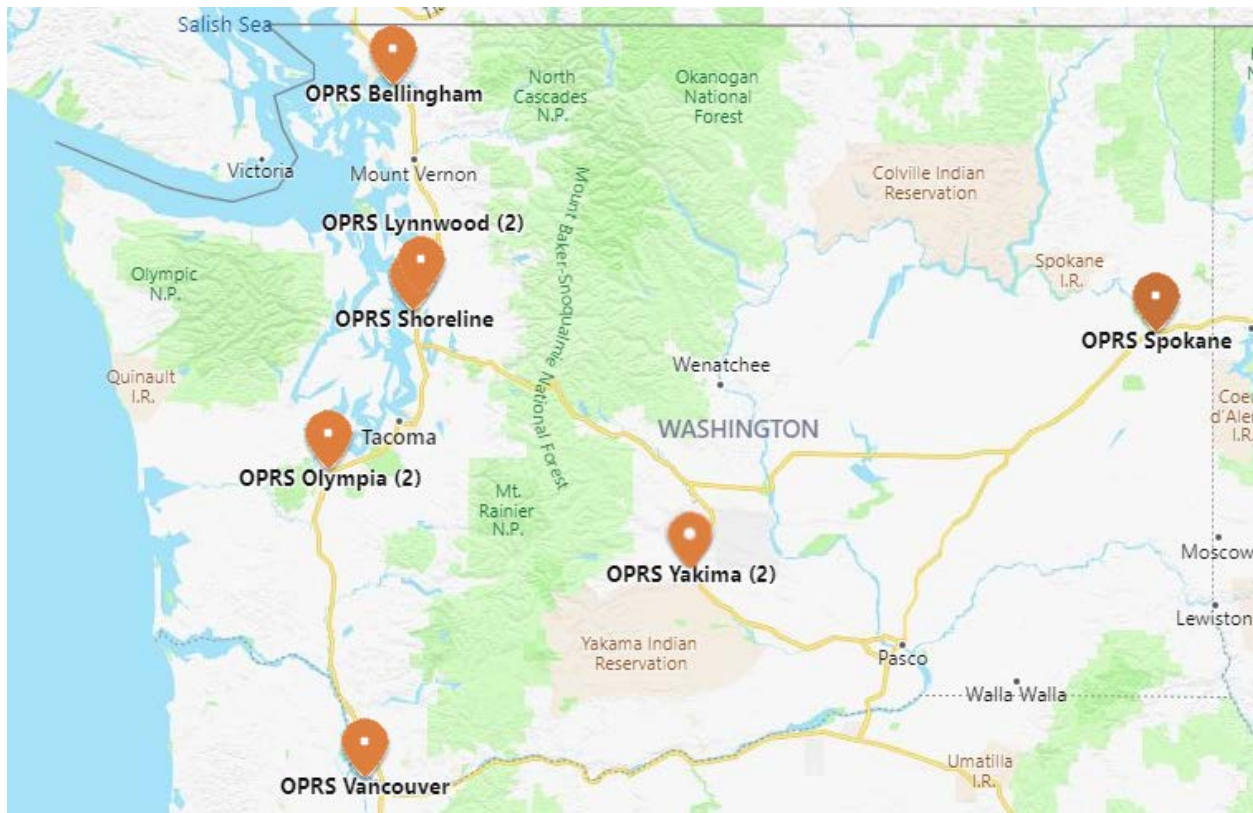 Salish Sea
OPRS Bellingham
North
Cascades
N.P.
Okanogan
National
Forest
Victoria
Mount Vernon
Colville Indian
Reservation
Mount Baker-Snoqualmie National Forest
OPRS Lynnwood (2)
Olympic
N.P.
Spokane
I.R.
OPRS Shoreline
OPRS Spokane
Quinault
I.R.
Wenatchee
Coeur
d'Alen
I.R.
Tacoma
WASHINGTON
OPRS Olympia (2)
Mt.
Rainier
N.P.
OPRS Yakima (2)
Moscow
Lewiston
Yakama Indian
Reservation
Pasco
Walla Walla
OPRS Vancouver
Umatilla
I.R.